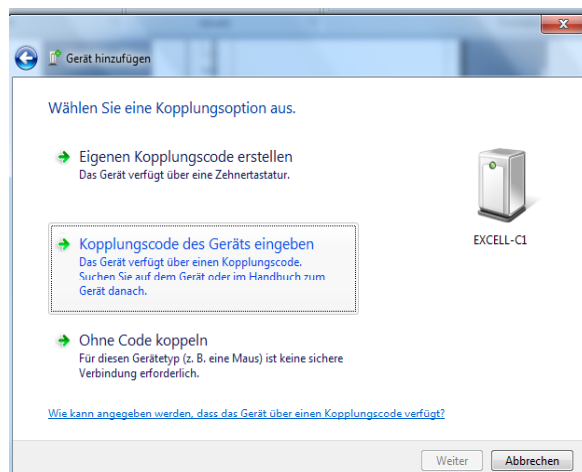 Gerät hinzufügen
Wählen Sie eine Kopplungsoption aus.
Eigenen Kopplungscode erstellen
Das Gerät verfügt über eine Zehnertastatur.
Kopplungscode des Geräts eingeben
Das Gerät verfügt über einen Kopplungscode.
Suchen Sie auf dem Gerät oder im Handbuch zum
Gerät danach.
EXCELL-C1
Ohne Code koppeln
Für diesen Gerätetyp (z. B. eine Maus) ist keine sichere
Verbindung erforderlich.
Wie kann angegeben werden, dass das Gerät über einen Kopplungscode verfügt?
Weiter
Abbrechen